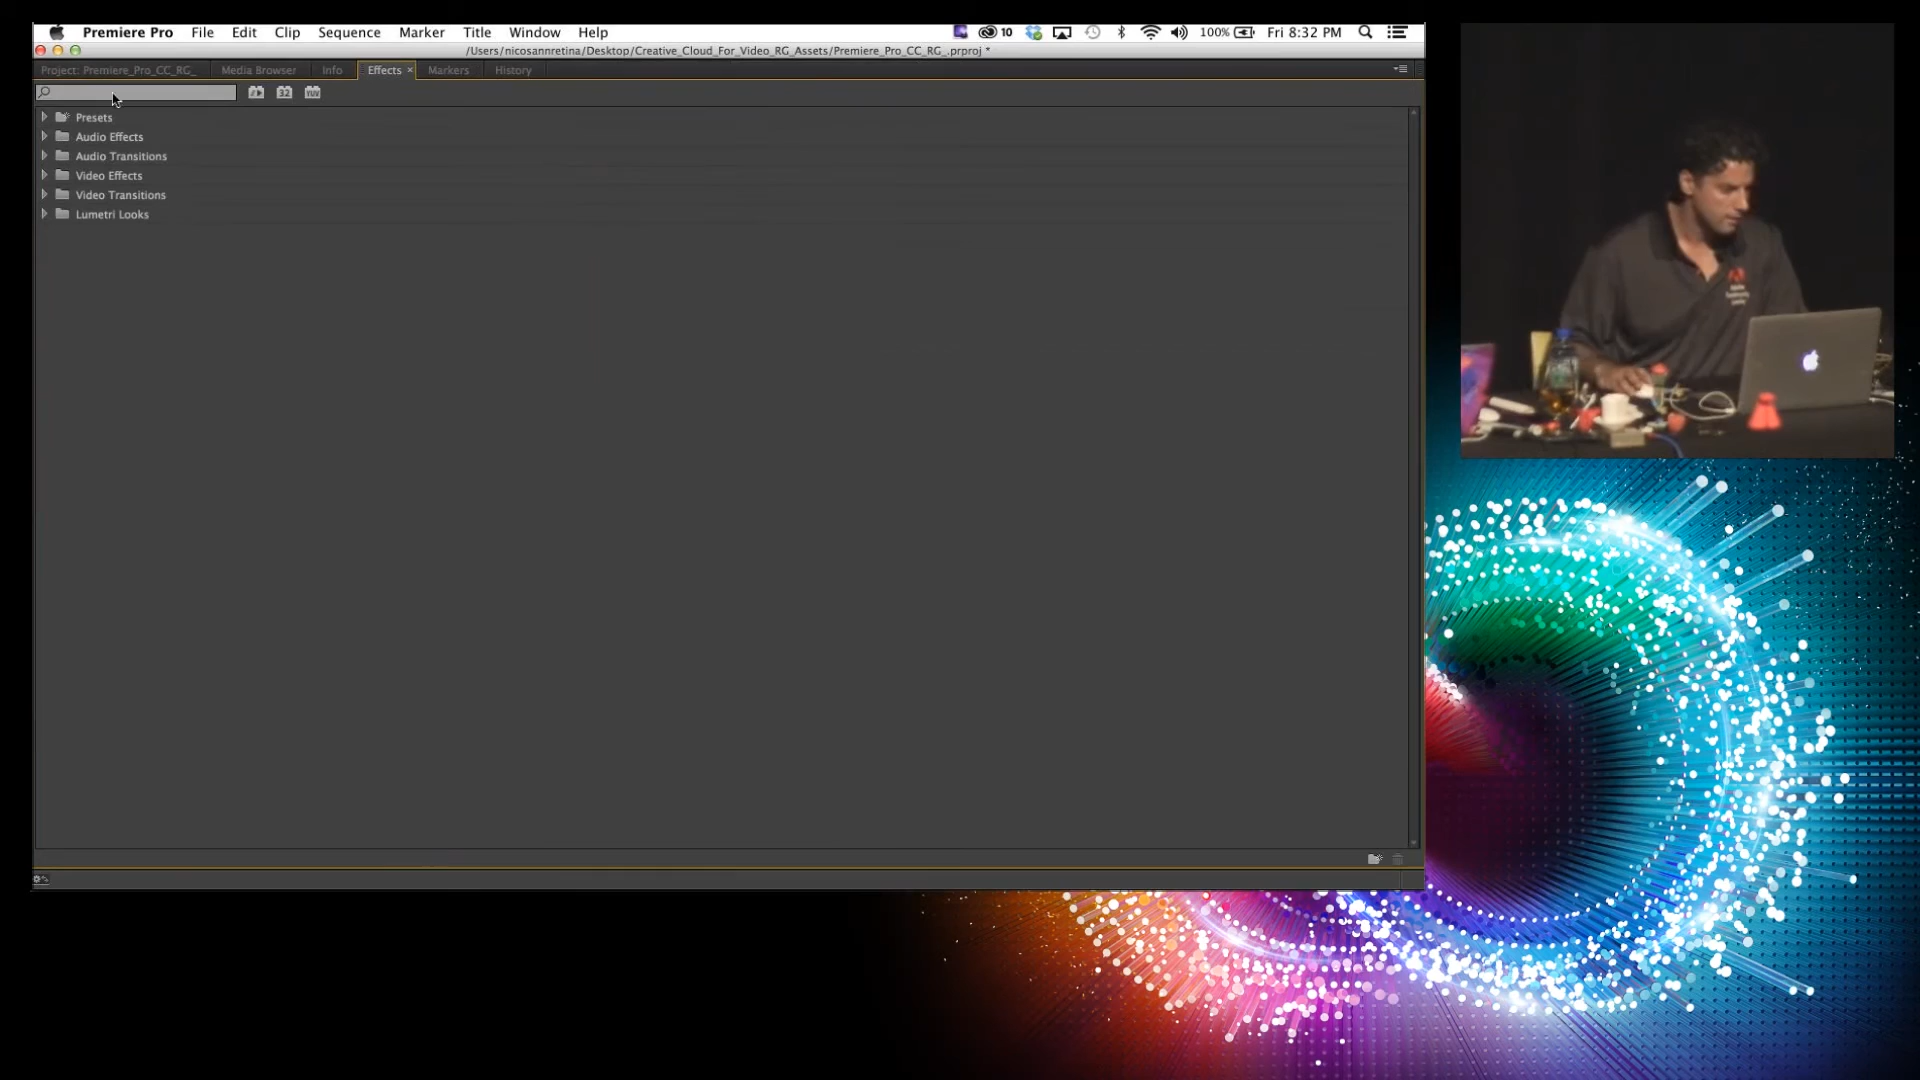 Premiere Pro File Edit Clip Sequence Marker Title Window Help 10 100% Fri 8:32 PM
/Users/nicosannretina/Desktop/Creative_Cloud_For_Video_RG_Assets/Premiere_Pro_CC_RG_.prproj *
Project: Premiere_Pro_CC_RG_ Media Browser Info Effects × Markers History
32 YUV
Presets
Audio Effects
Audio Transitions
Video Effects
Video Transitions
Lumetri Looks